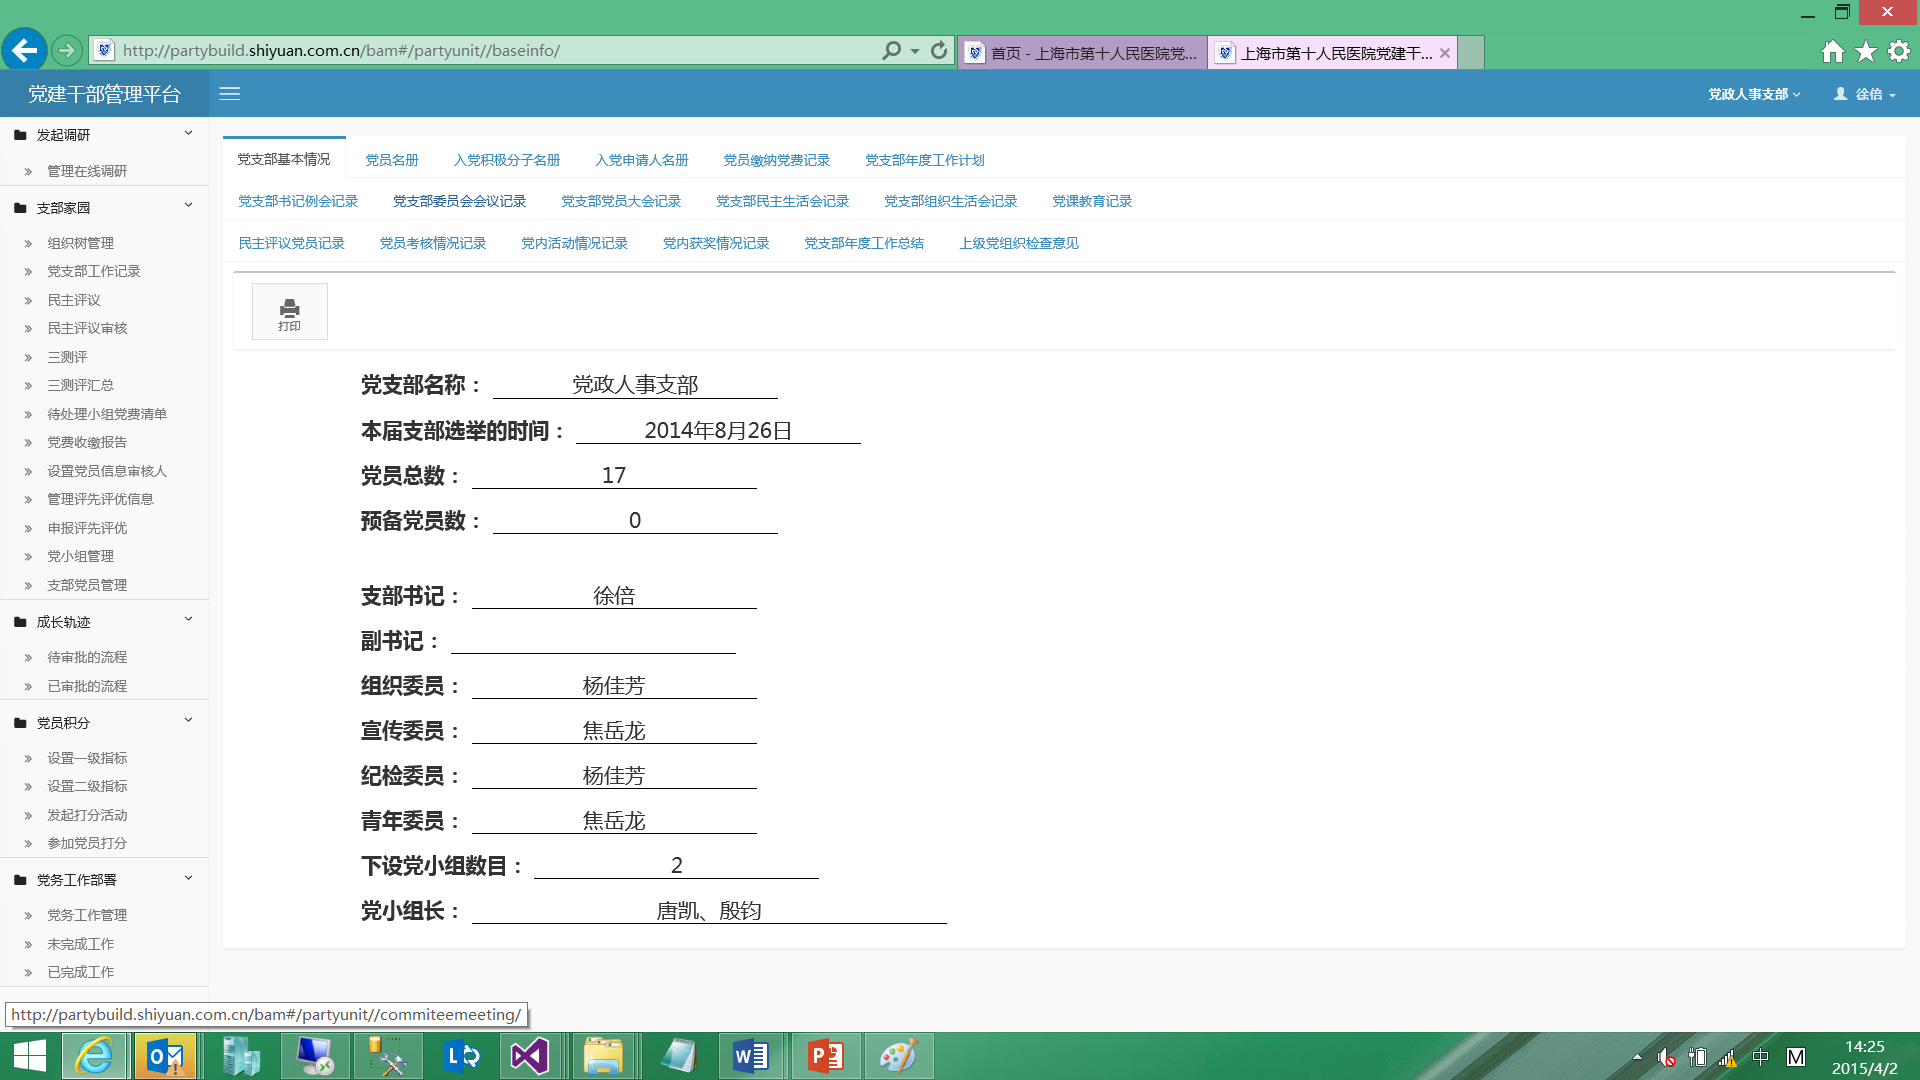 http://partybuild.shiyuan.com.cn/bam#/partyunit//baseinfo/
首页 - 上海市第十人民医院党...
上海市第十人民医院党建干...
党建干部管理平台
党政人事支部
徐倍
发起调研
管理在线调研
支部家园
组织树管理
党支部工作记录
民主评议
民主评议审核
三测评
三测评汇总
待处理小组党费清单
党费收缴报告
设置党员信息审核人
管理评先评优信息
申报评先评优
党小组管理
支部党员管理
成长轨迹
待审批的流程
已审批的流程
党员积分
设置一级指标
设置二级指标
发起打分活动
参加党员打分
党务工作部署
党务工作管理
未完成工作
已完成工作
党支部基本情况 党员名册 入党积极分子名册 入党申请人名册 党员缴纳党费记录 党支部年度工作计划
党支部书记例会记录 党支部委员会会议记录 党支部党员大会记录 党支部民主生活会记录 党支部组织生活会记录 党课教育记录
民主评议党员记录 党员考核情况记录 党内活动情况记录 党内获奖情况记录 党支部年度工作总结 上级党组织检查意见
打印
党支部名称： 党政人事支部
本届支部选举的时间： 2014年8月26日
党员总数： 17
预备党员数： 0
支部书记： 徐倍
副书记：
组织委员： 杨佳芳
宣传委员： 焦岳龙
纪检委员： 杨佳芳
青年委员： 焦岳龙
下设党小组数目： 2
党小组长： 唐凯、殷钧
http://partybuild.shiyuan.com.cn/bam#/partyunit//commiteemeeting/
中
M
14:25
2015/4/2